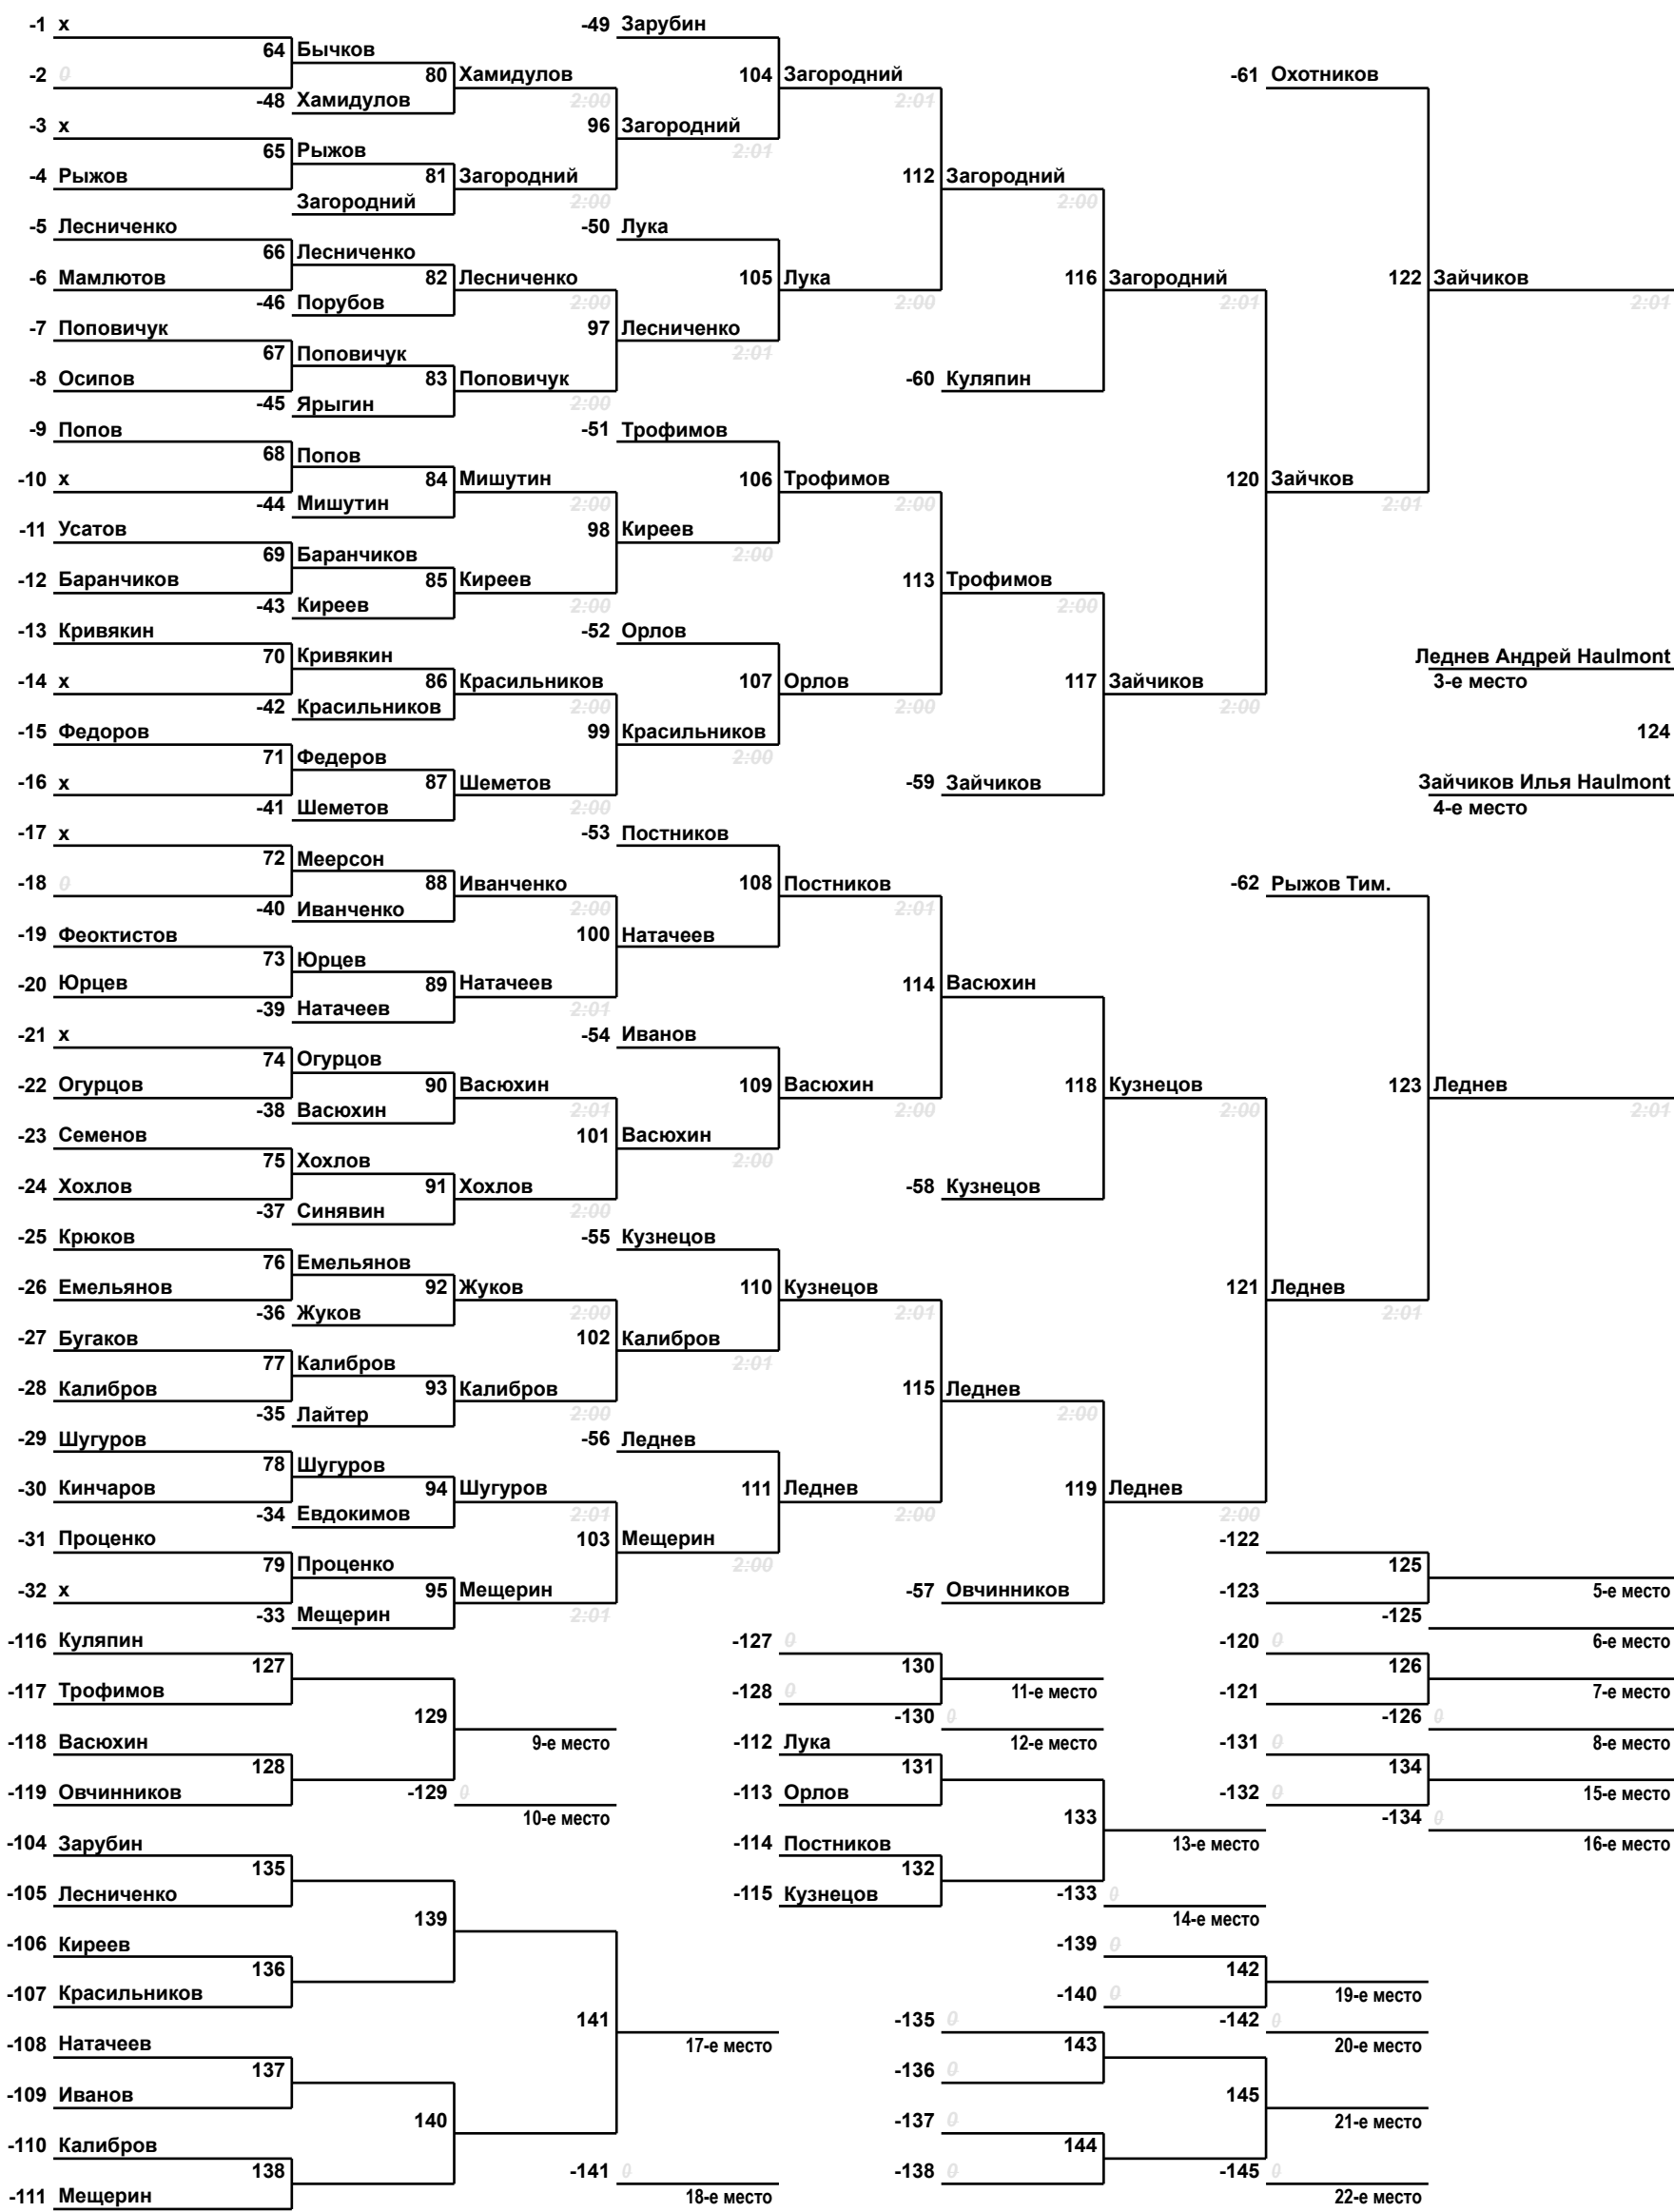 -1 x -49 Зарубин
64 Бычков
-2 0 80 Хамидулов 104 Загородний -61 Охотников
-48 Хамидулов 2:00 2:01
-3 x 96 Загородний
65 Рыжов 2:01
-4 Рыжов 81 Загородний 112 Загородний
Загородний 2:00 2:00
-5 Лесниченко -50 Лука
66 Лесниченко
-6 Мамлютов 82 Лесниченко 105 Лука 116 Загородний 122 Зайчиков
-46 Порубов 2:00 2:00 2:01 2:01
-7 Поповичук 97 Лесниченко
67 Поповичук 2:01
-8 Осипов 83 Поповичук -60 Куляпин
-45 Ярыгин 2:00
-9 Попов -51 Трофимов
68 Попов
-10 x 84 Мишутин 106 Трофимов 120 Зайчков
-44 Мишутин 2:00 2:00 2:01
-11 Усатов 98 Киреев
69 Баранчиков 2:00
-12 Баранчиков 85 Киреев 113 Трофимов
-43 Киреев 2:00 2:00
-13 Кривякин -52 Орлов
70 Кривякин Леднев Андрей Haulmont
-14 x 86 Красильников 107 Орлов 117 Зайчиков 3-е место
-42 Красильников 2:00 2:00 2:00
-15 Федоров 99 Красильников 124
71 Федеров 2:00
-16 x 87 Шеметов -59 Зайчиков Зайчиков Илья Haulmont
-41 Шеметов 2:00 4-е место
-17 x -53 Постников
72 Меерсон
-18 0 88 Иванченко 108 Постников -62 Рыжов Тим.
-40 Иванченко 2:00 2:01
-19 Феоктистов 100 Натачеев
73 Юрцев
-20 Юрцев 89 Натачеев 114 Васюхин
-39 Натачеев 2:01
-21 x -54 Иванов
74 Огурцов
-22 Огурцов 90 Васюхин 109 Васюхин 118 Кузнецов 123 Леднев
-38 Васюхин 2:01 2:00 2:00 2:01
-23 Семенов 101 Васюхин
75 Хохлов 2:00
-24 Хохлов 91 Хохлов -58 Кузнецов
-37 Синявин 2:00
-25 Крюков -55 Кузнецов
76 Емельянов
-26 Емельянов 92 Жуков 110 Кузнецов 121 Леднев
-36 Жуков 2:00 2:01 2:01
-27 Бугаков 102 Калибров
77 Калибров 2:01
-28 Калибров 93 Калибров 115 Леднев
-35 Лайтер 2:00 2:00
-29 Шугуров -56 Леднев
78 Шугуров
-30 Кинчаров 94 Шугуров 111 Леднев 119 Леднев
-34 Евдокимов 2:01 2:00 2:00
-31 Проценко 103 Мещерин -122
79 Проценко 2:00 125
-32 x 95 Мещерин -57 Овчинников -123 5-е место
-33 Мещерин 2:01 -125
-116 Куляпин -127 0 -120 0 6-е место
127 130 126
-117 Трофимов -128 0 11-е место -121 7-е место
129 -130 0 -126 0
-118 Васюхин 9-е место -112 Лука 12-е место -131 0 8-е место
128 131 134
-119 Овчинников -129 0 -113 Орлов -132 0 15-е место
10-е место 133 -134 0
-104 Зарубин -114 Постников 13-е место 16-е место
135 132
-105 Лесниченко -115 Кузнецов -133 0
139 14-е место
-106 Киреев -139 0
136 142
-107 Красильников -140 0 19-е место
141 -135 0 -142 0
-108 Натачеев 17-е место 143 20-е место
137 -136 0
-109 Иванов 145
140 -137 0 21-е место
-110 Калибров 144
138 -141 0 -138 0 -145 0
-111 Мещерин 18-е место 22-е место